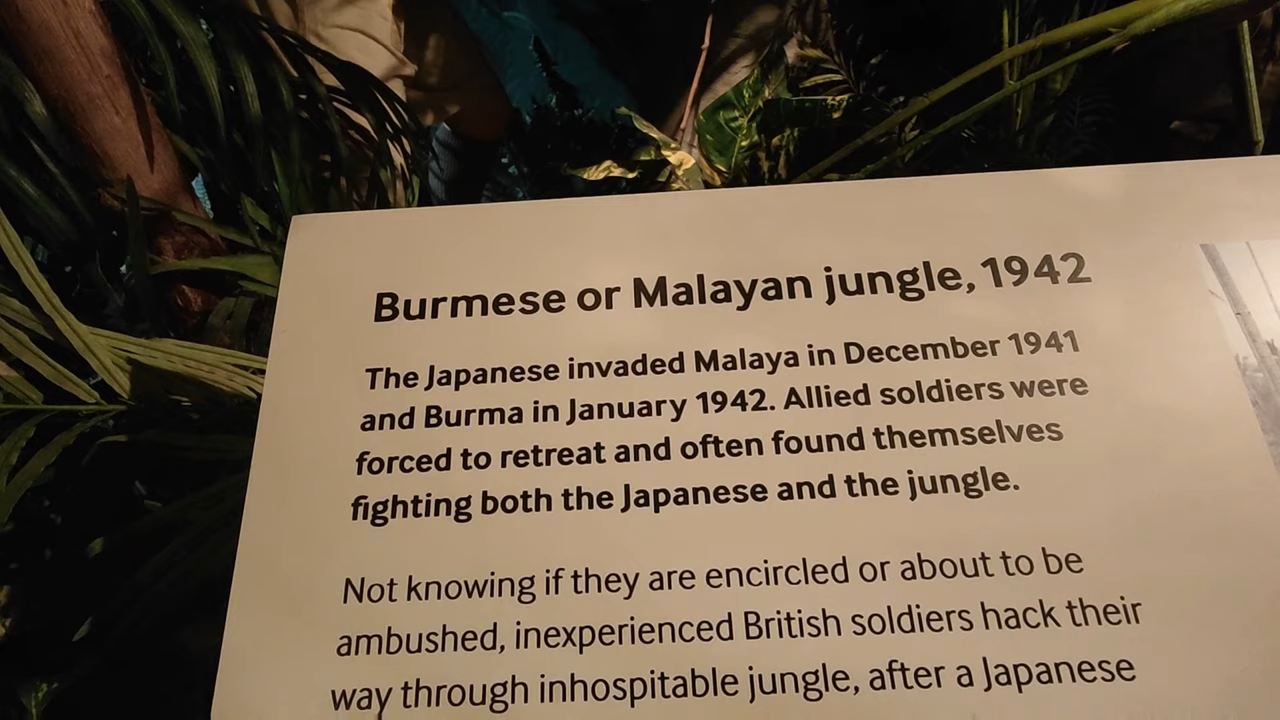 Burmese or Malayan jungle, 1942
The Japanese invaded Malaya in December 1941
and Burma in January 1942. Allied soldiers were
forced to retreat and often found themselves
fighting both the Japanese and the jungle.
Not knowing if they are encircled or about to be
ambushed, inexperienced British soldiers hack their
way through inhospitable jungle, after a Japanese